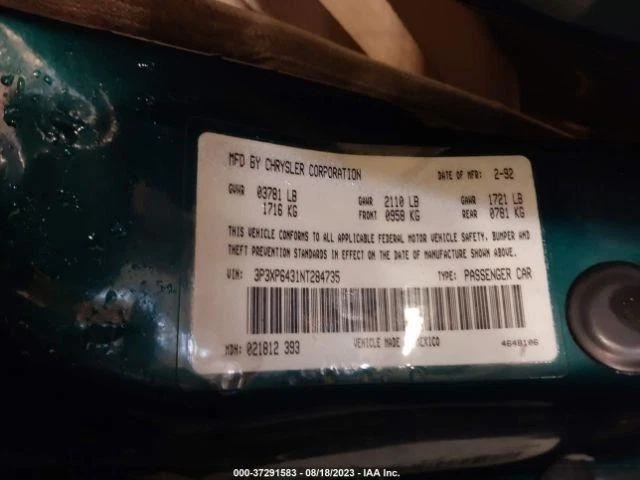 MFD BY CHRYSLER CORPORATION DATE OF MFR: 2-92
GVWR 03781 LB GAWR 2110 LB GAWR 1721 LB
1716 KG FRONT 0958 KG REAR 0781 KG
THIS VEHICLE CONFORMS TO ALL APPLICABLE FEDERAL MOTOR VEHICLE SAFETY, BUMPER AND
THEFT PREVENTION STANDARDS IN EFFECT ON THE DATE OF MANUFACTURE SHOWN ABOVE.
VIN: 3P3XP6431NT284735 TYPE: PASSENGER CAR
MDH: 021812 393 VEHICLE MADE MEXICO 4648106
000-37291583 - 08/18/2023 - IAA Inc.